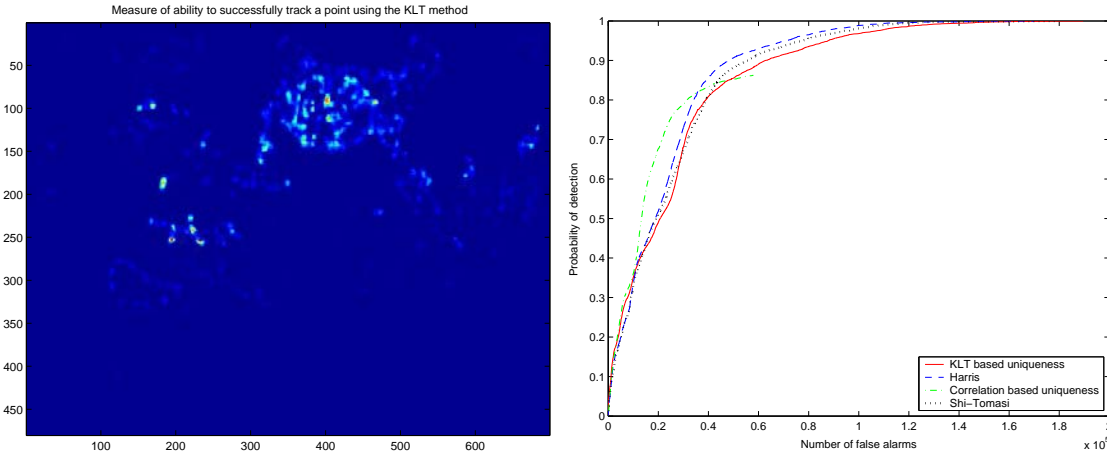 Measure of ability to successfully track a point using the KLT method
50
100
150
200
250
300
350
400
450
100 200 300 400 500 600
1
0.9
0.8
0.7
0.6
0.5
0.4
0.3
0.2
0.1
0
Probability of detection
KLT based uniqueness
Harris
Correlation based uniqueness
Shi-Tomasi
0 0.2 0.4 0.6 0.8 1 1.2 1.4 1.6 1.8
Number of false alarms
x 10